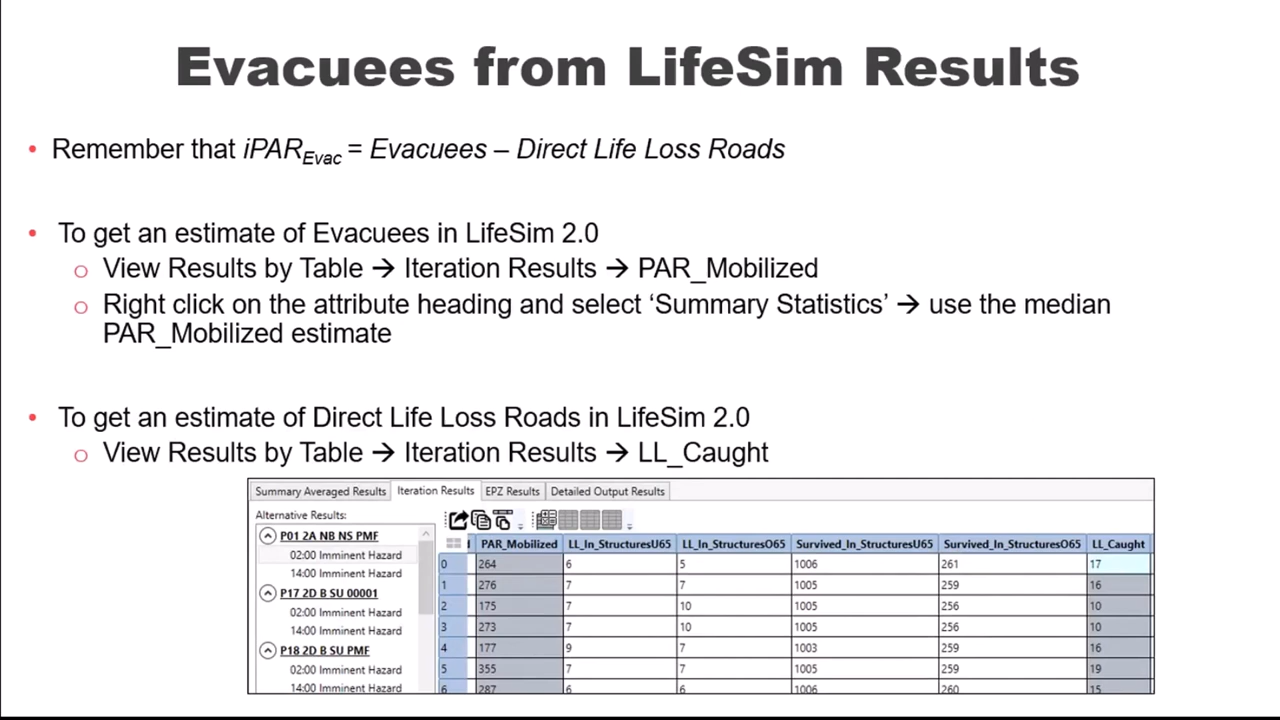 Evacuees from LifeSim Results
• Remember that iPAREvac = Evacuees – Direct Life Loss Roads
• To get an estimate of Evacuees in LifeSim 2.0
o View Results by Table → Iteration Results → PAR_Mobilized
o Right click on the attribute heading and select ‘Summary Statistics’ → use the median
PAR_Mobilized estimate
• To get an estimate of Direct Life Loss Roads in LifeSim 2.0
o View Results by Table → Iteration Results → LL_Caught
Summary Averaged Results Iteration Results EPZ Results Detailed Output Results
Alternative Results:
P01 2A NB NS PMF
02:00 Imminent Hazard
14:00 Imminent Hazard
P17 2D B SU 00001
02:00 Imminent Hazard
14:00 Imminent Hazard
P18 2D B SU PMF
02:00 Imminent Hazard
14:00 Imminent Hazard
PAR_Mobilized LL_In_StructuresU65 LL_In_StructuresO65 Survived_In_StructuresU65 Survived_In_StructuresO65 LL_Caught
0 264 6 5 1006 261 17
1 276 7 7 1005 259 16
2 175 7 10 1005 256 10
3 273 7 10 1005 256 10
4 177 9 7 1003 259 16
5 355 7 7 1005 259 19
6 287 6 6 1006 260 15